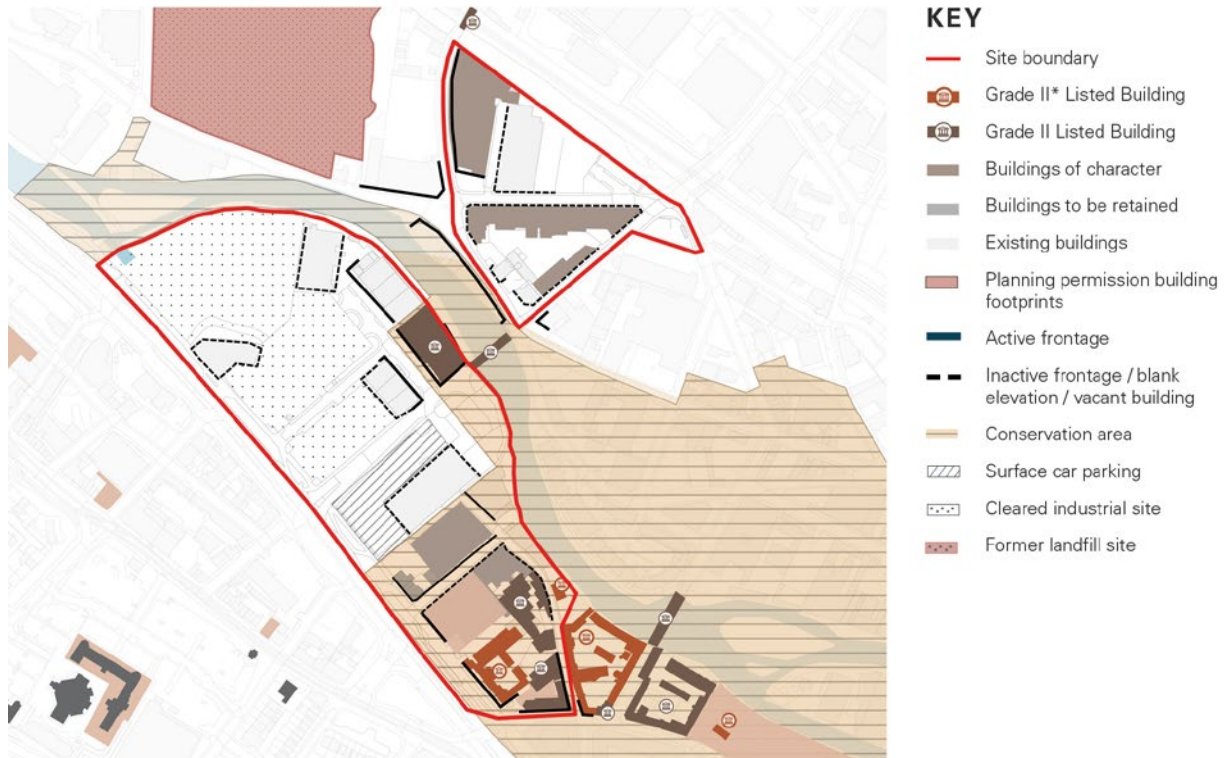 KEY
Site boundary
Grade II* Listed Building
Grade II Listed Building
Buildings of character
Buildings to be retained
Existing buildings
Planning permission building
footprints
Active frontage
Inactive frontage / blank
elevation / vacant building
Conservation area
Surface car parking
Cleared industrial site
Former landfill site